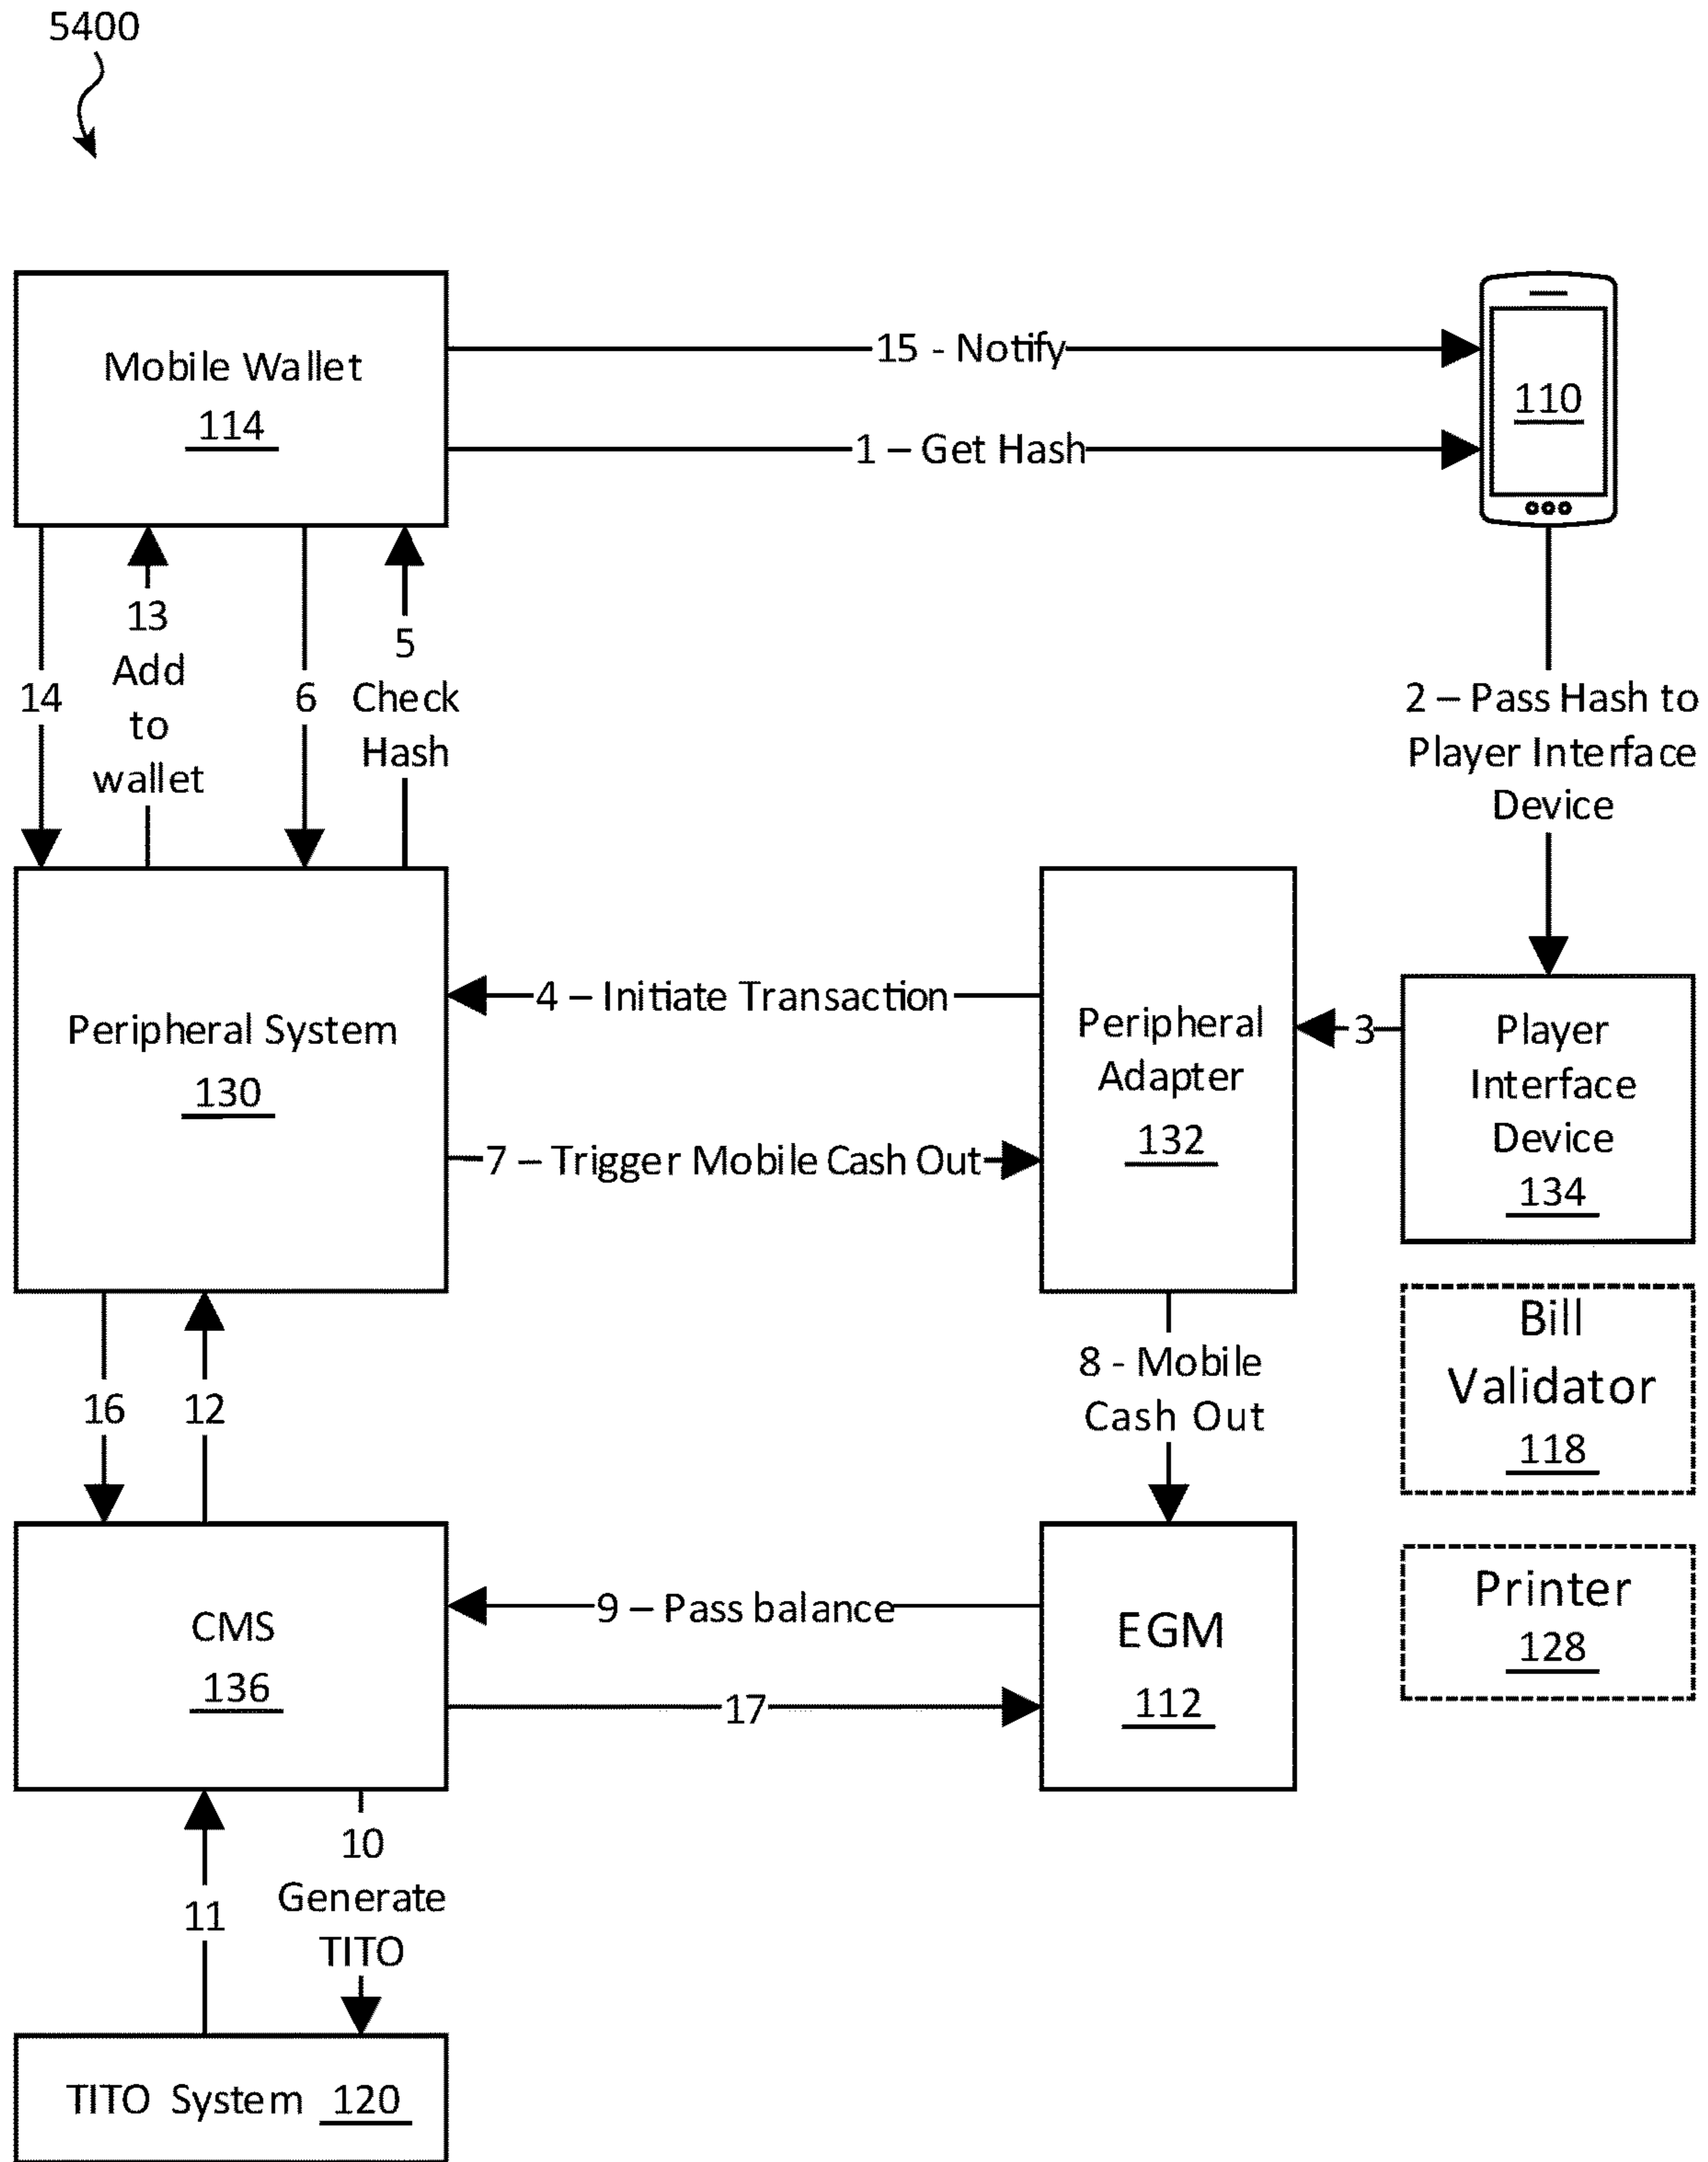 5400
Mobile Wallet
114
15 - Notify
1 – Get Hash
110
14
13
Add
to
wallet
6
5
Check
Hash
2 – Pass Hash to
Player Interface
Device
Peripheral System
130
4 – Initiate Transaction
7 – Trigger Mobile Cash Out
Peripheral
Adapter
132
3
Player
Interface
Device
134
Bill
Validator
118
Printer
128
16
12
8 - Mobile
Cash Out
CMS
136
9 – Pass balance
17
EGM
112
11
10
Generate
TITO
TITO System 120